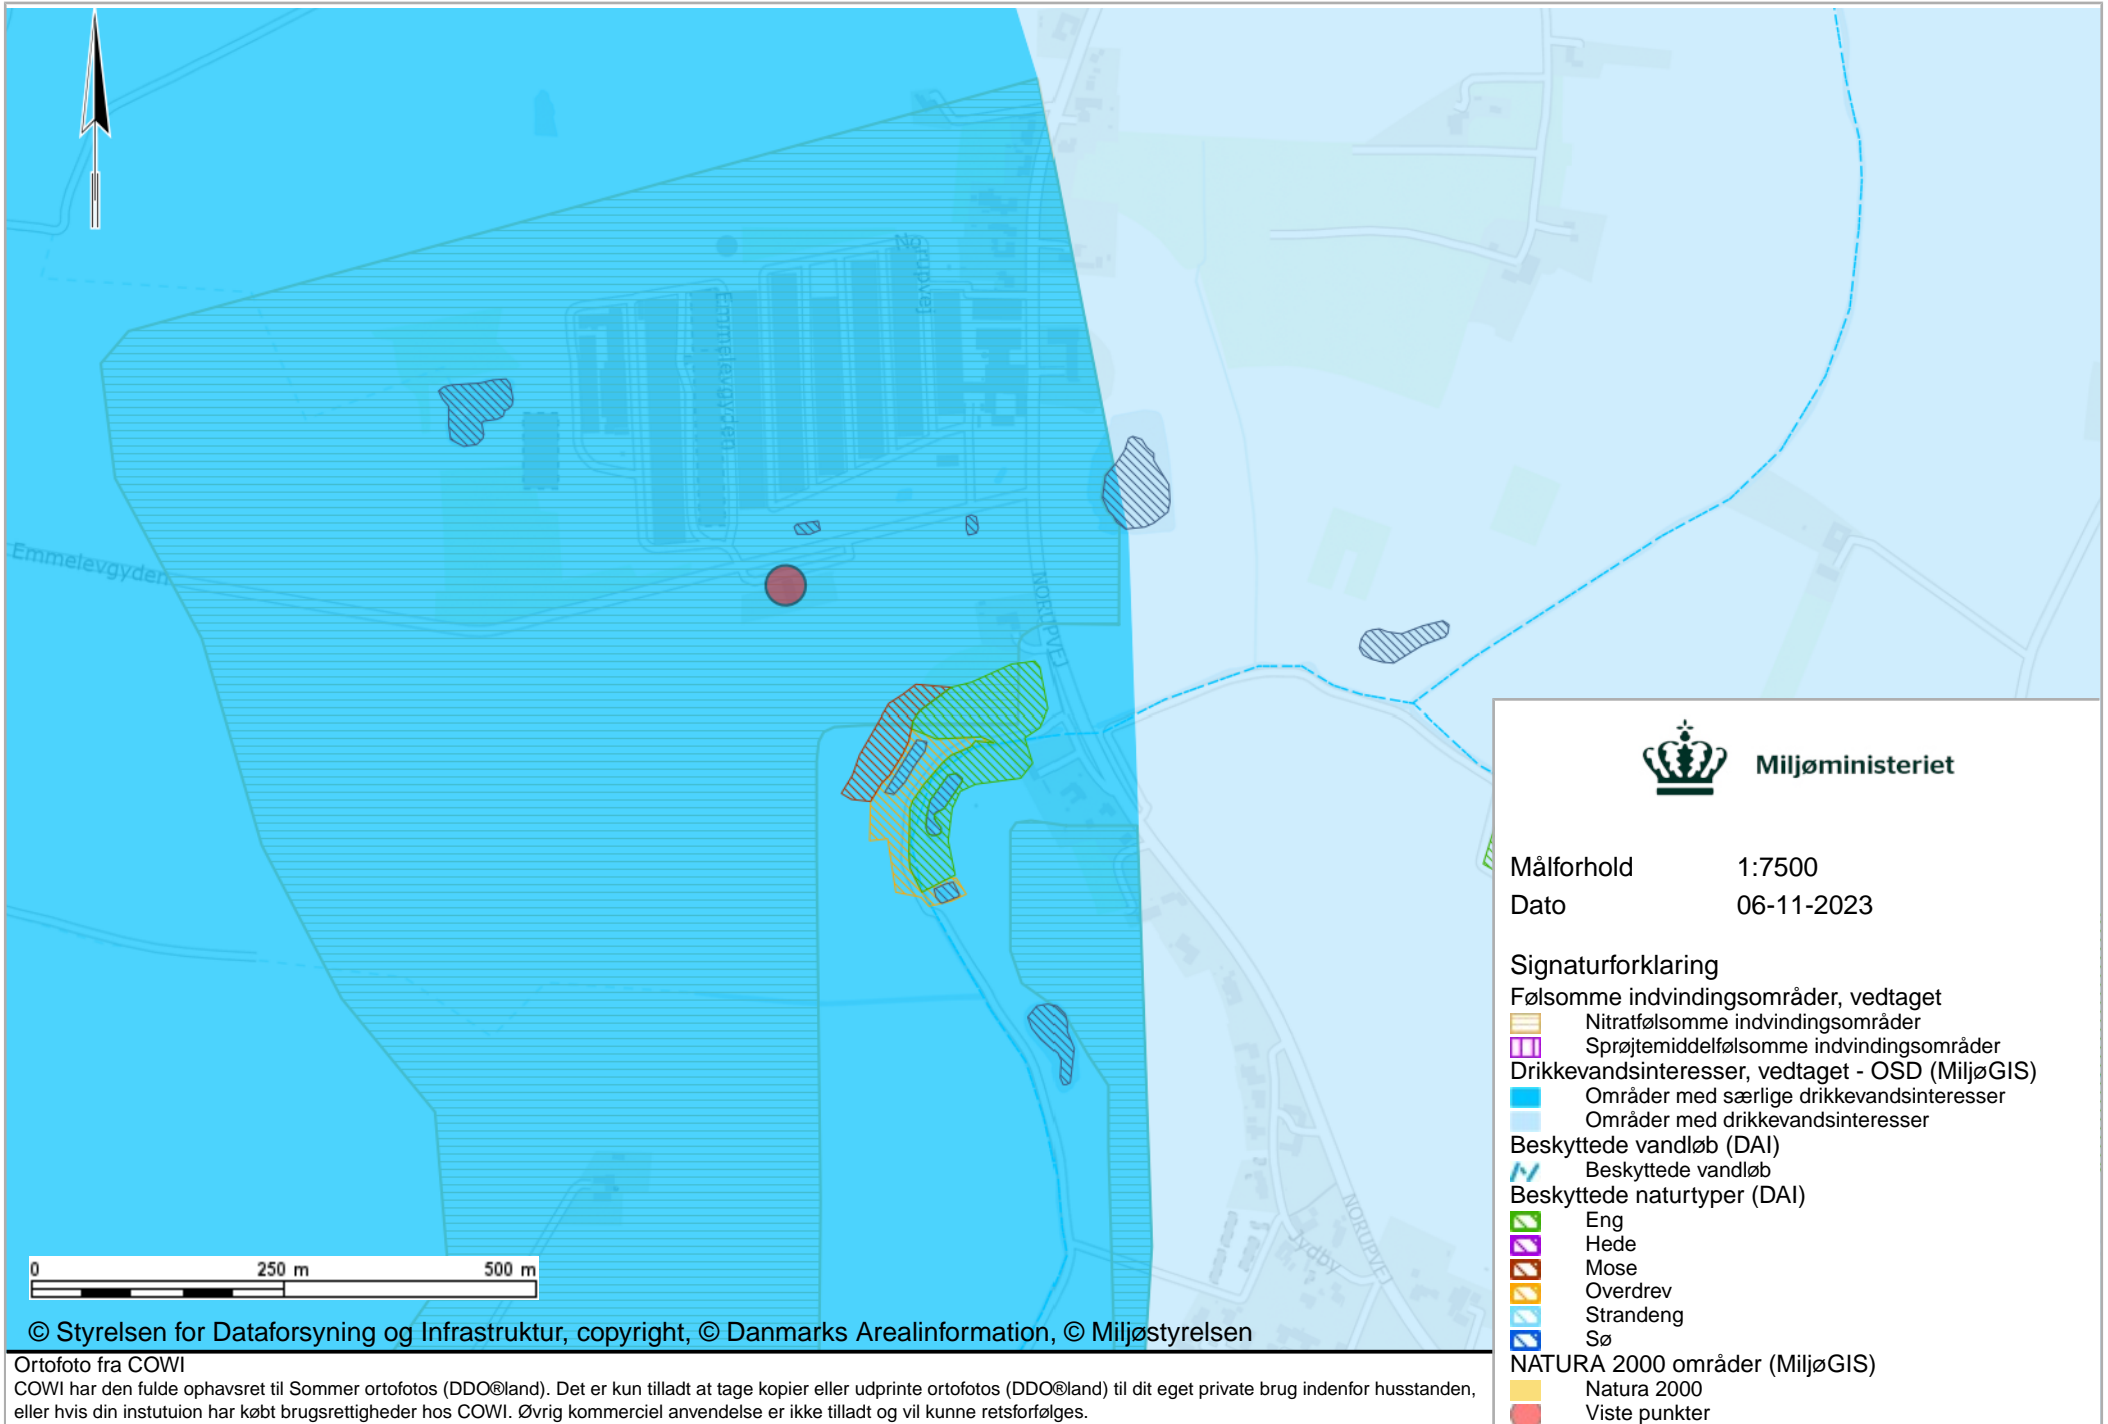 Norupvej
Emmelevgyden
Emmelevgyden
NORUPVEJ
NORUPVEJ
Jydby
0 250 m 500 m
© Styrelsen for Dataforsyning og Infrastruktur, copyright, © Danmarks Arealinformation, © Miljøstyrelsen
Ortofoto fra COWI
COWI har den fulde ophavsret til Sommer ortofotos (DDO®land). Det er kun tilladt at tage kopier eller udprinte ortofotos (DDO®land) til dit eget private brug indenfor husstanden,
eller hvis din instutuion har købt brugsrettigheder hos COWI. Øvrig kommerciel anvendelse er ikke tilladt og vil kunne retsforfølges.
Miljøministeriet
Målforhold 1:7500
Dato 06-11-2023
Signaturforklaring
Følsomme indvindingsområder, vedtaget
Nitratfølsomme indvindingsområder
Sprøjtemiddelfølsomme indvindingsområder
Drikkevandsinteresser, vedtaget - OSD (MiljøGIS)
Områder med særlige drikkevandsinteresser
Områder med drikkevandsinteresser
Beskyttede vandløb (DAI)
Beskyttede vandløb
Beskyttede naturtyper (DAI)
Eng
Hede
Mose
Overdrev
Strandeng
Sø
NATURA 2000 områder (MiljøGIS)
Natura 2000
Viste punkter